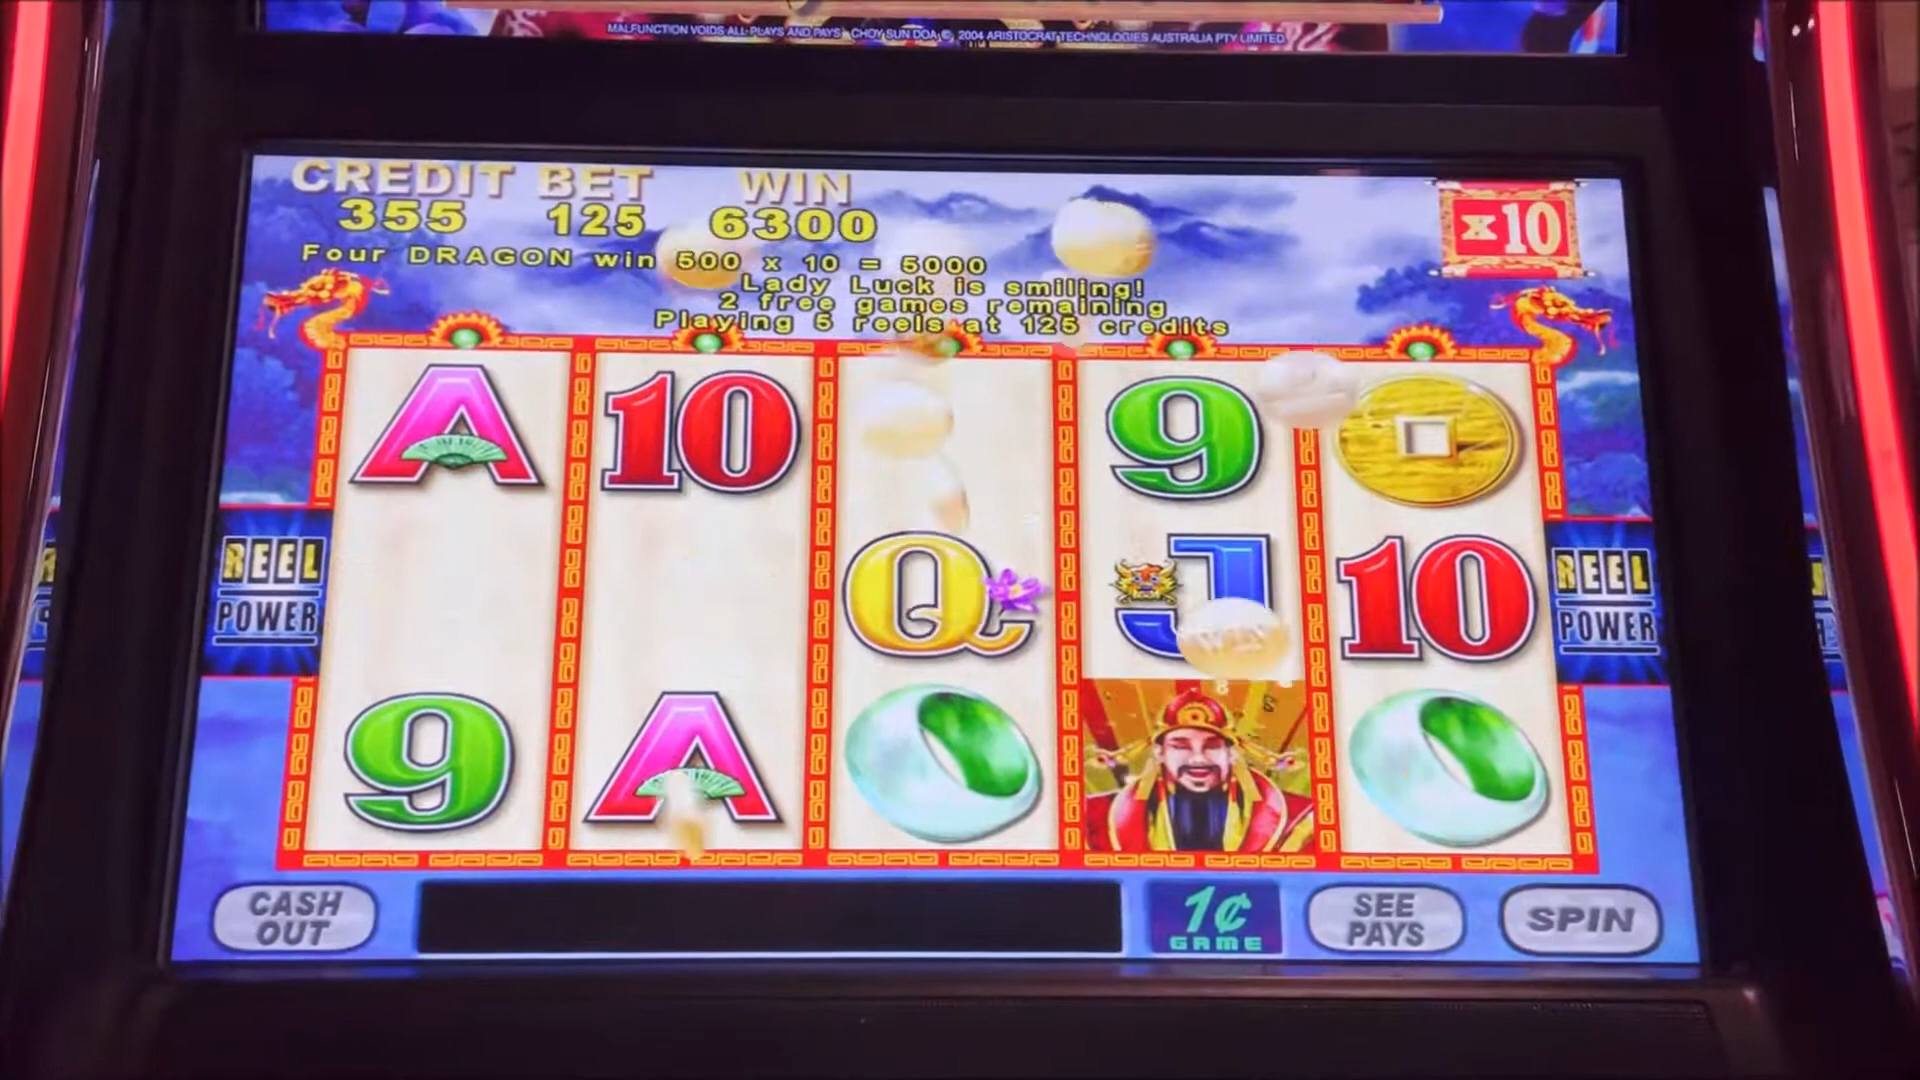 MALFUNCTION VOIDS ALL PLAYS AND PAYS CHOY SUN DOA ©, 2004 ARISTOCRAT TECHNOLOGIES AUSTRALIA PTY LIMITED
CREDIT BET WIN
355 125 6300
x10
Four DRAGON win 500 x 10 = 5000
Lady Luck is smiling!
2 free games remaining
Playing 5 reels at 125 credits
A 10 9
REEL POWER
Q J 10
REEL POWER
9 A
CASH OUT
1¢ GAME
SEE PAYS
SPIN